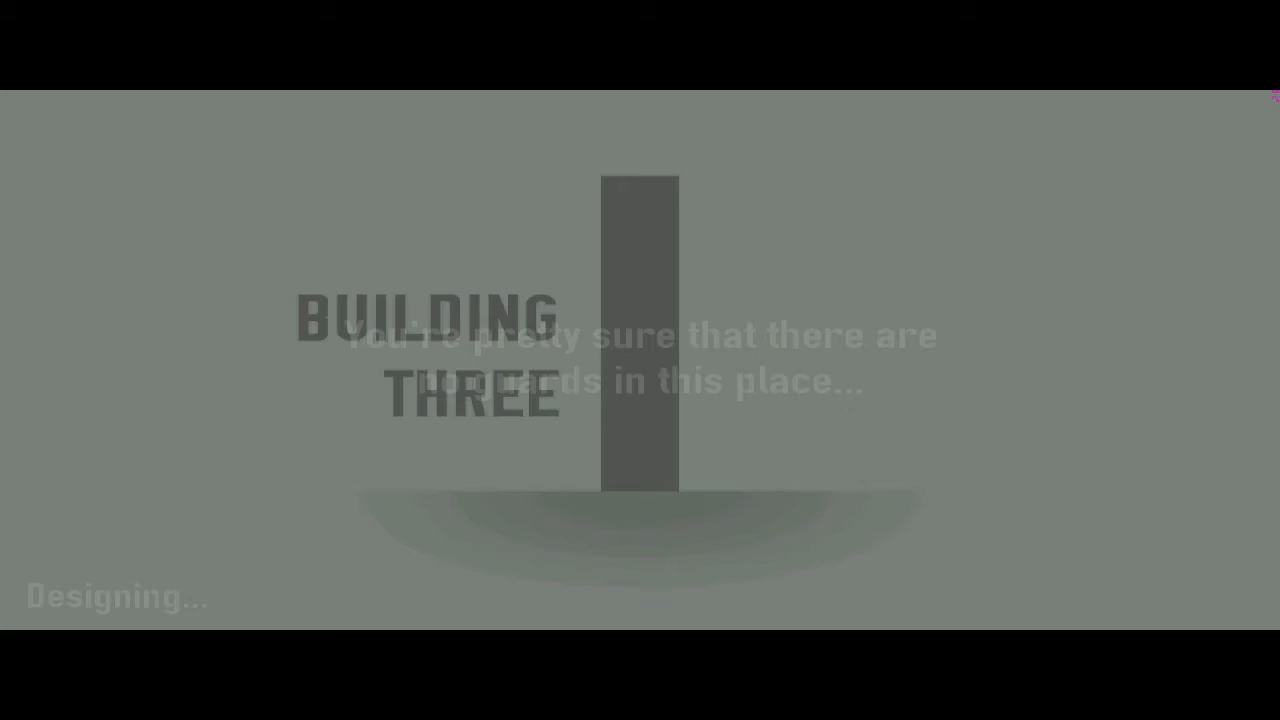 BUILDING
THREE
You're pretty sure that there are
no guards in this place...
Designing...